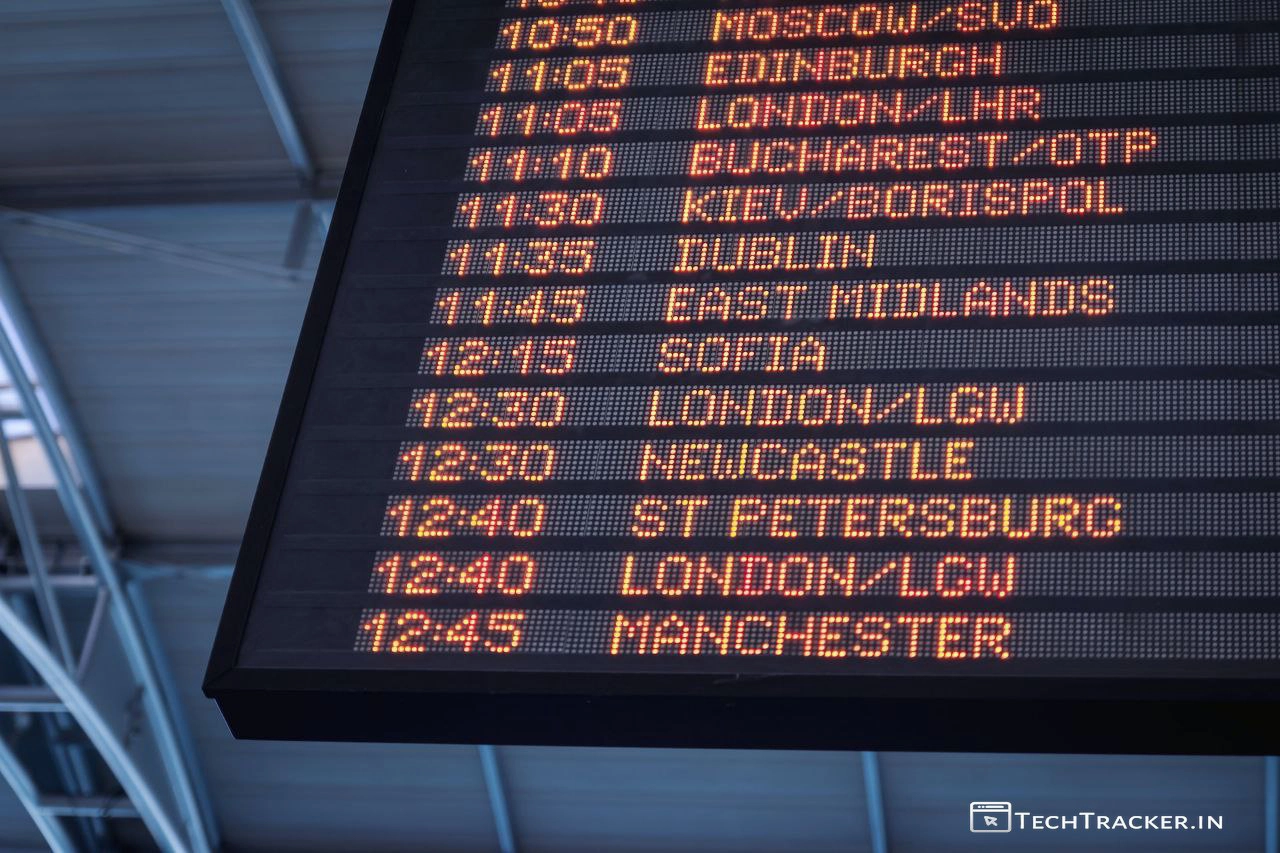 10:50 MOSCOW/SVO
11:05 EDINBURGH
11:05 LONDON/LHR
11:10 BUCHAREST/OTP
11:30 KIEV/BORISPOL
11:35 DUBLIN
11:45 EAST MIDLANDS
12:15 SOFIA
12:30 LONDON/LGW
12:30 NEWCASTLE
12:40 ST PETERSBURG
12:40 LONDON/LGW
12:45 MANCHESTER
TECHTRACKER.IN